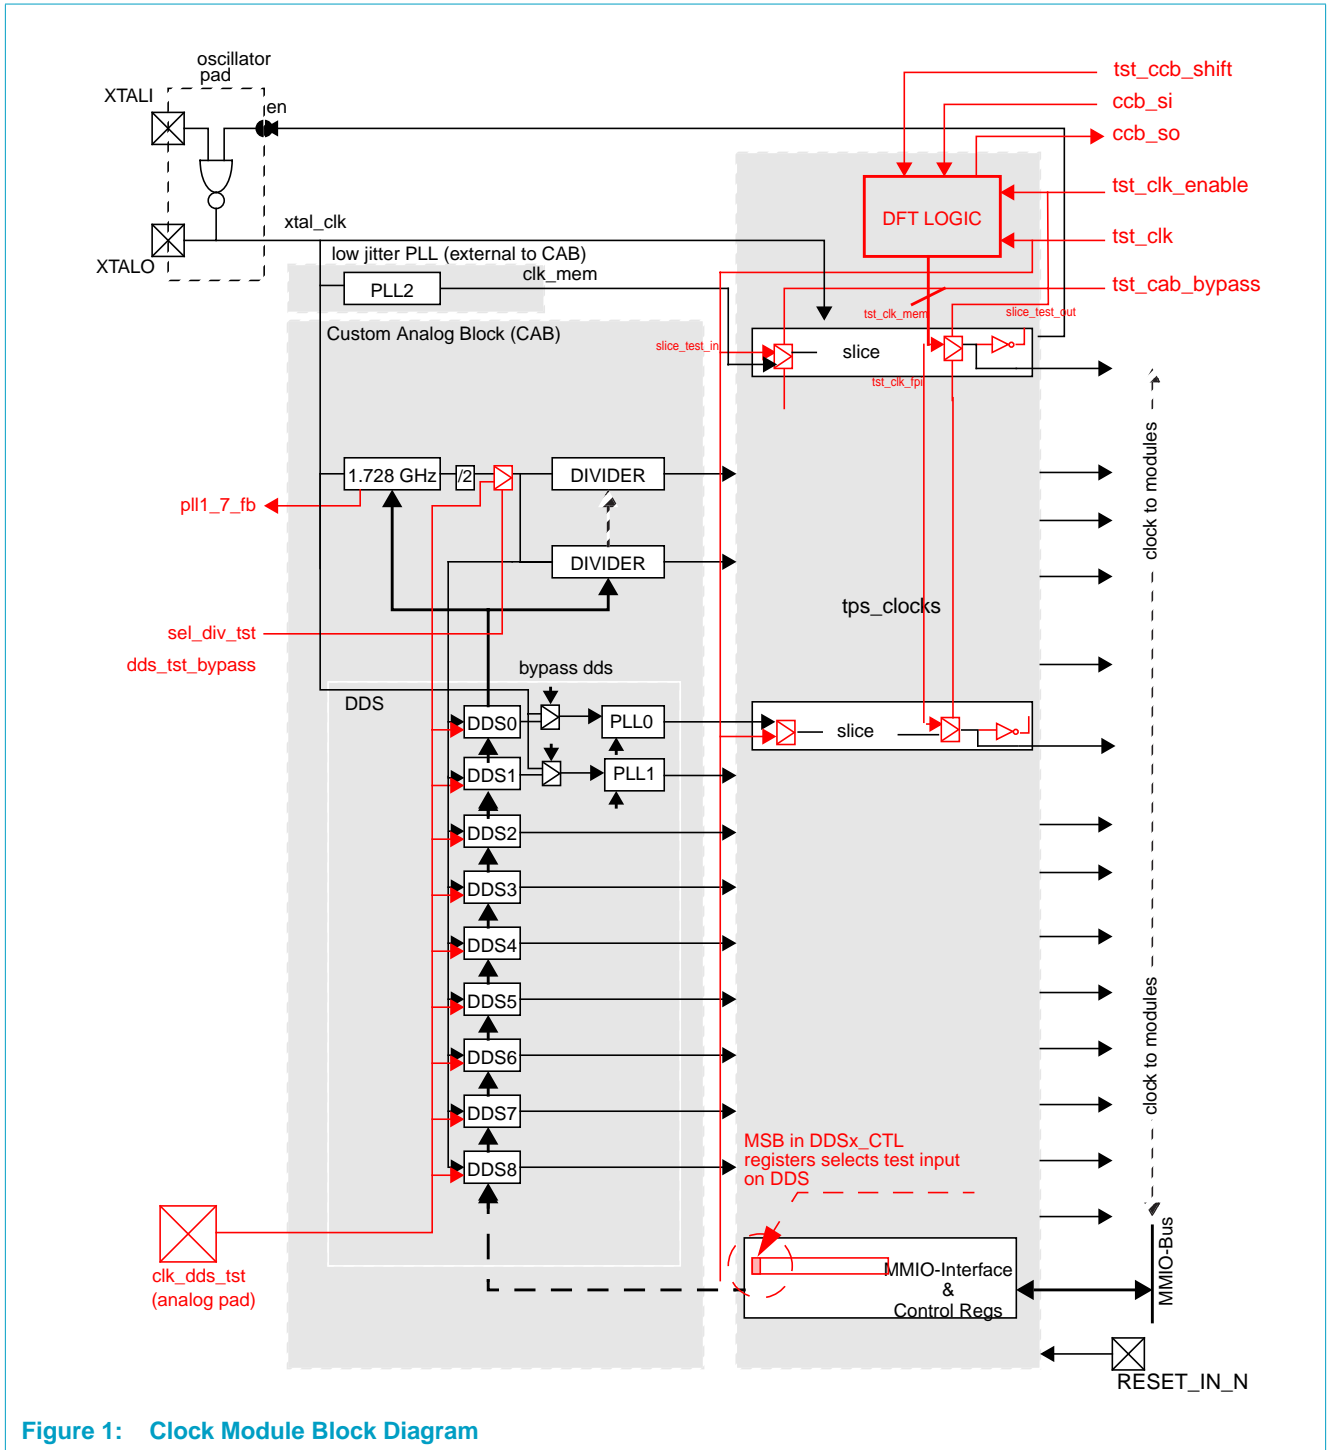 oscillator
pad
XTALI
en
xtal_clk
XTALO
low jitter PLL (external to CAB)
clk_mem
PLL2
Custom Analog Block (CAB)
tst_ccb_shift
ccb_si
ccb_so
tst_clk_enable
DFT LOGIC
tst_clk
tst_cab_bypass
tst_clk_mem
slice_test_out
slice_test_in
slice
tst_clk_fpi
1.728 GHz
/2
DIVIDER
pll1_7_fb
DIVIDER
clock to modules
tps_clocks
sel_div_tst
dds_tst_bypass
bypass dds
DDS
DDS0
PLL0
slice
DDS1
PLL1
DDS2
DDS3
DDS4
DDS5
DDS6
DDS7
DDS8
clock to modules
MSB in DDSx_CTL
registers selects test input
on DDS
clk_dds_tst
(analog pad)
MMIO-Interface
&
Control Regs
MMIO-Bus
RESET_IN_N
Figure 1: Clock Module Block Diagram